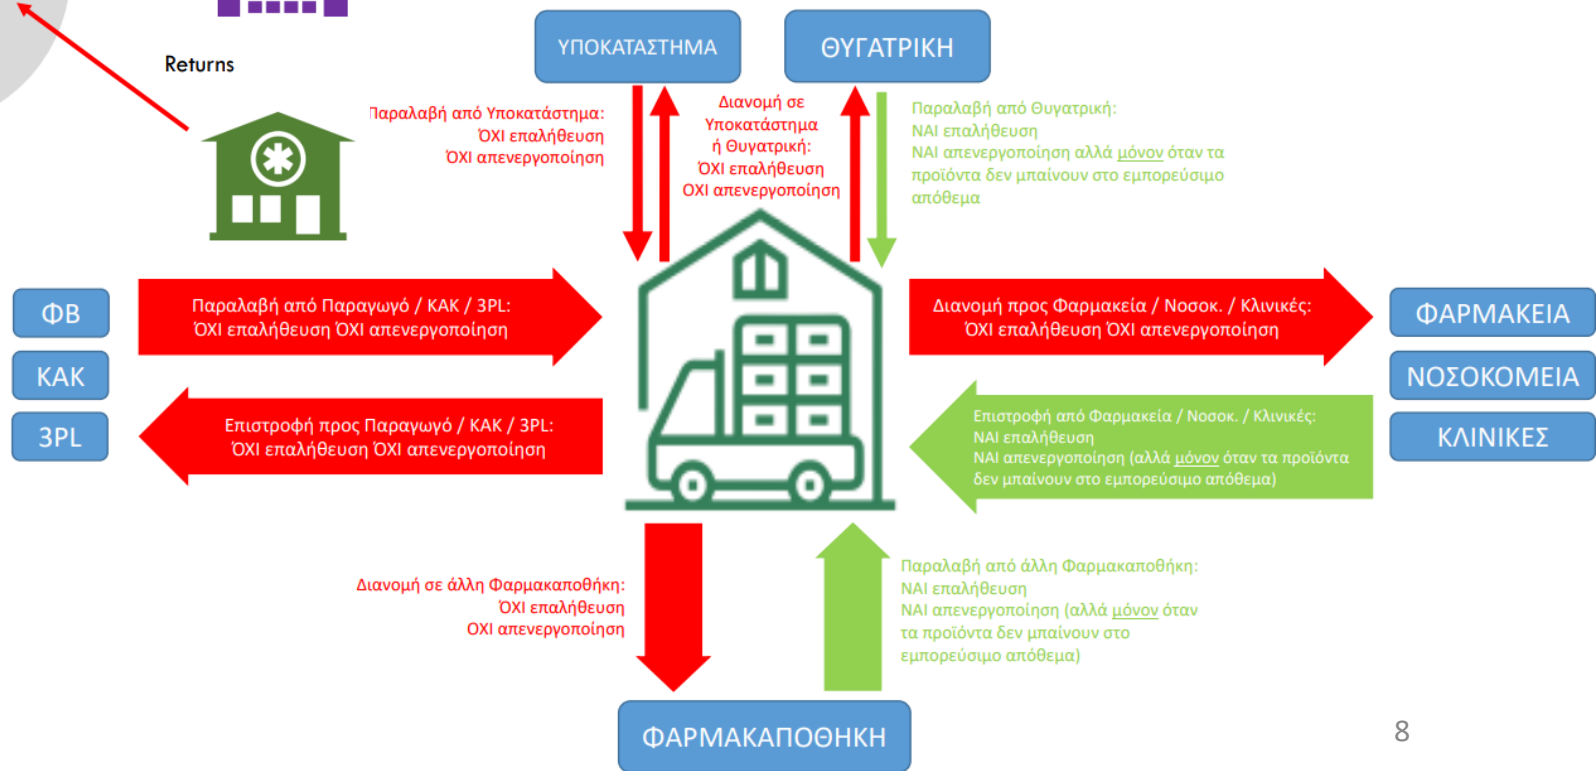 Returns
ΥΠΟΚΑΤΑΣΤΗΜΑ
ΘΥΓΑΤΡΙΚΗ
Παραλαβή από Υποκατάστημα:
ΌΧΙ επαλήθευση
ΌΧΙ απενεργοποίηση
Διανομή σε
Υποκατάστημα
ή Θυγατρική:
ΌΧΙ επαλήθευση
ΟΧΙ απενεργοποίηση
Παραλαβή από Θυγατρική:
ΝΑΙ επαλήθευση
ΝΑΙ απενεργοποίηση αλλά μόνον όταν τα
προϊόντα δεν μπαίνουν στο εμπορεύσιμο
απόθεμα
ΦΒ
ΚΑΚ
3PL
Παραλαβή από Παραγωγό / ΚΑΚ / 3PL:
ΌΧΙ επαλήθευση ΌΧΙ απενεργοποίηση
Επιστροφή προς Παραγωγό / ΚΑΚ / 3PL:
ΌΧΙ επαλήθευση ΌΧΙ απενεργοποίηση
Διανομή προς Φαρμακεία / Νοσοκ. / Κλινικές:
ΌΧΙ επαλήθευση ΌΧΙ απενεργοποίηση
Επιστροφή από Φαρμακεία / Νοσοκ. / Κλινικές:
ΝΑΙ επαλήθευση
ΝΑΙ απενεργοποίηση (αλλά μόνον όταν τα προϊόντα
δεν μπαίνουν στο εμπορεύσιμο απόθεμα)
ΦΑΡΜΑΚΕΙΑ
ΝΟΣΟΚΟΜΕΙΑ
ΚΛΙΝΙΚΕΣ
Διανομή σε άλλη Φαρμακαποθήκη:
ΌΧΙ επαλήθευση
ΟΧΙ απενεργοποίηση
Παραλαβή από άλλη Φαρμακαποθήκη:
ΝΑΙ επαλήθευση
ΝΑΙ απενεργοποίηση (αλλά μόνον όταν
τα προϊόντα δεν μπαίνουν στο
εμπορεύσιμο απόθεμα)
ΦΑΡΜΑΚΑΠΟΘΗΚΗ
8